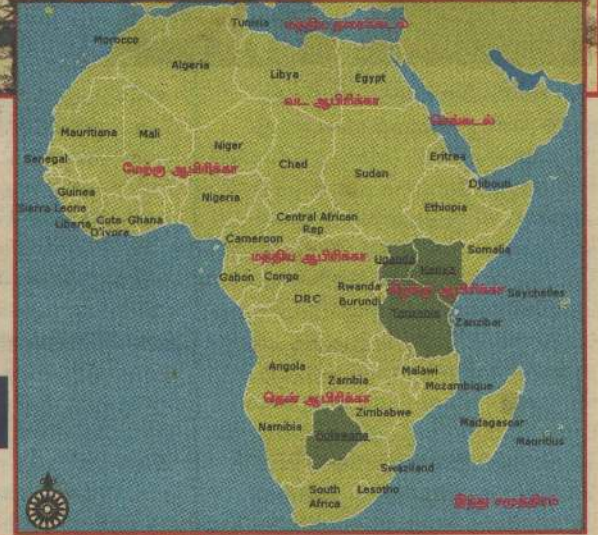 Tunisia
மத்திய தரைக்கடல்
Morocco
Algeria
Libya
Egypt
வட ஆபிரிக்கா
செங்கடல்
Mauritiana
Mali
Niger
Chad
Sudan
Eritrea
Senegal
மேற்கு ஆபிரிக்கா
Djibouti
Guinea
Nigeria
Ethiopia
Sierra Leone
Liberia
Cote
D'ivore
Ghana
Central African
Rep
Cameroon
மத்திய ஆபிரிக்கா
Uganda
Kenya
Somalia
Gabon
Congo
Rwanda
கிழக்கு ஆபிரிக்கா
Seychelles
DRC
Burundi
Tanzania
Zanzibar
Angola
Zambia
Malawi
Mozambique
தென் ஆபிரிக்கா
Zimbabwe
Namibia
Botswana
Madagascar
Mauritius
Swaziland
South
Africa
Lesotho
இந்து சமுத்திரம்